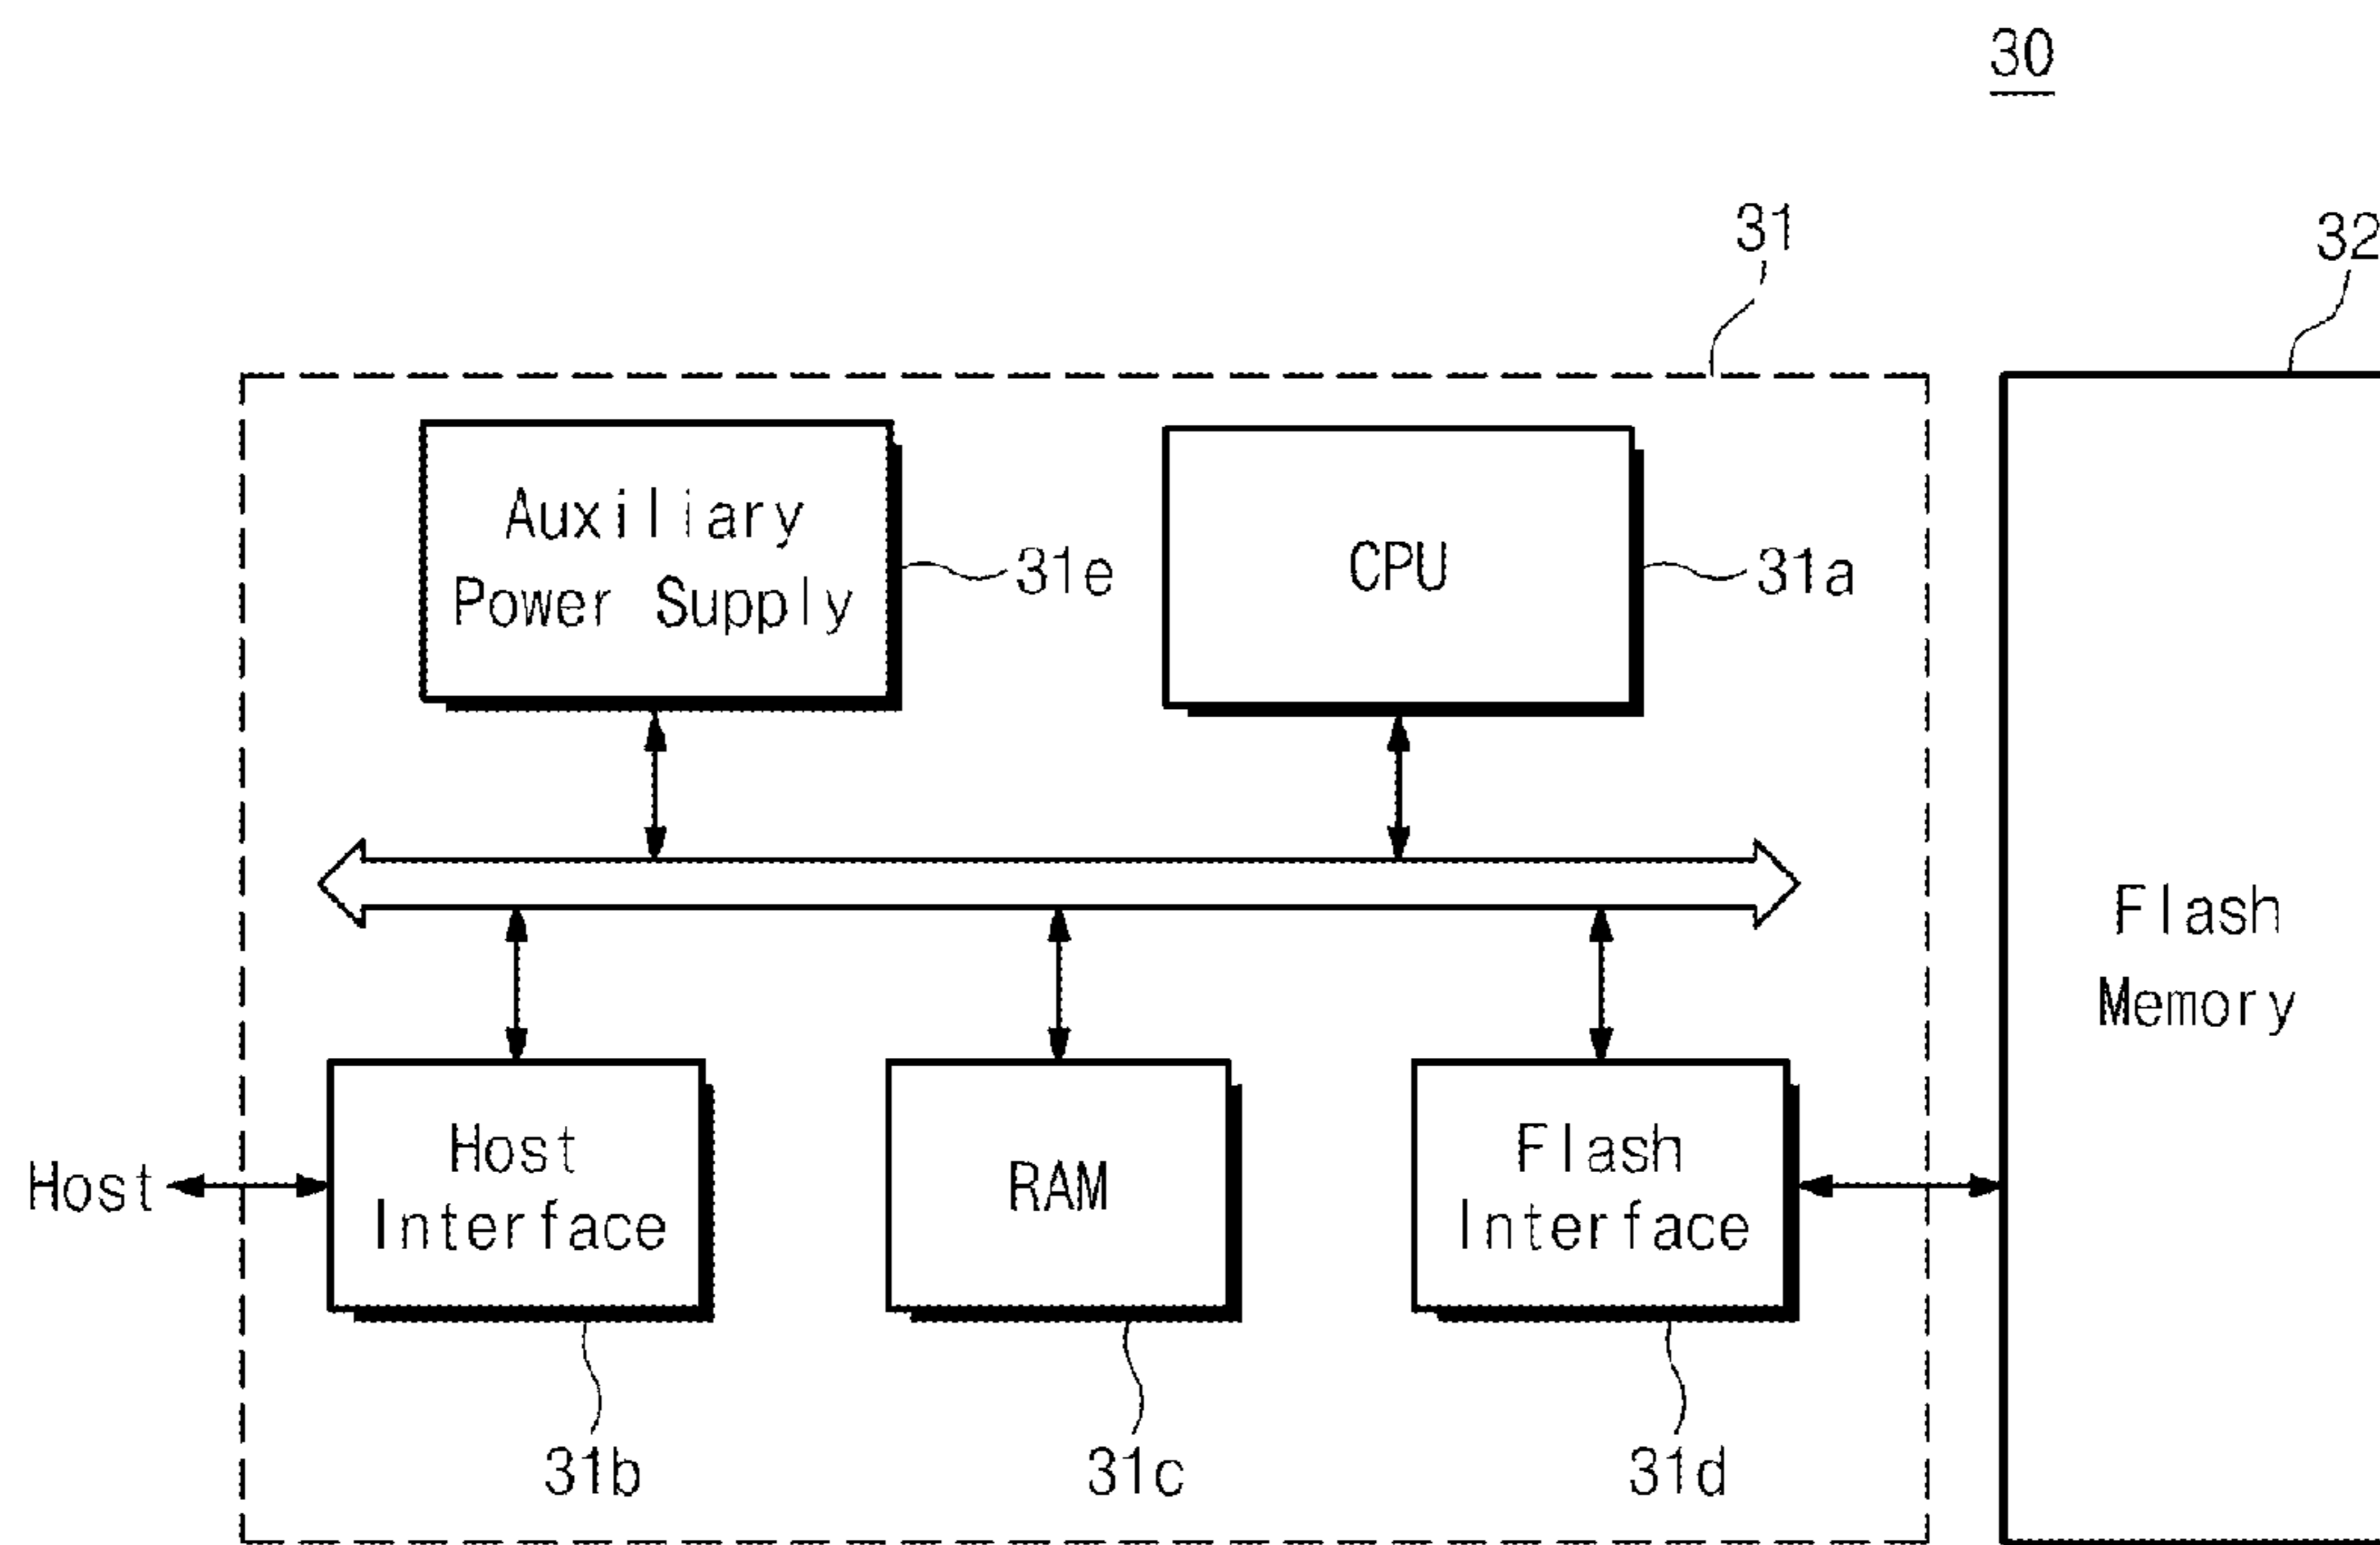 30
31
32
Auxiliary
Power Supply
31e
CPU
31a
Flash
Memory
Host
Host
Interface
RAM
Flash
Interface
31b
31c
31d